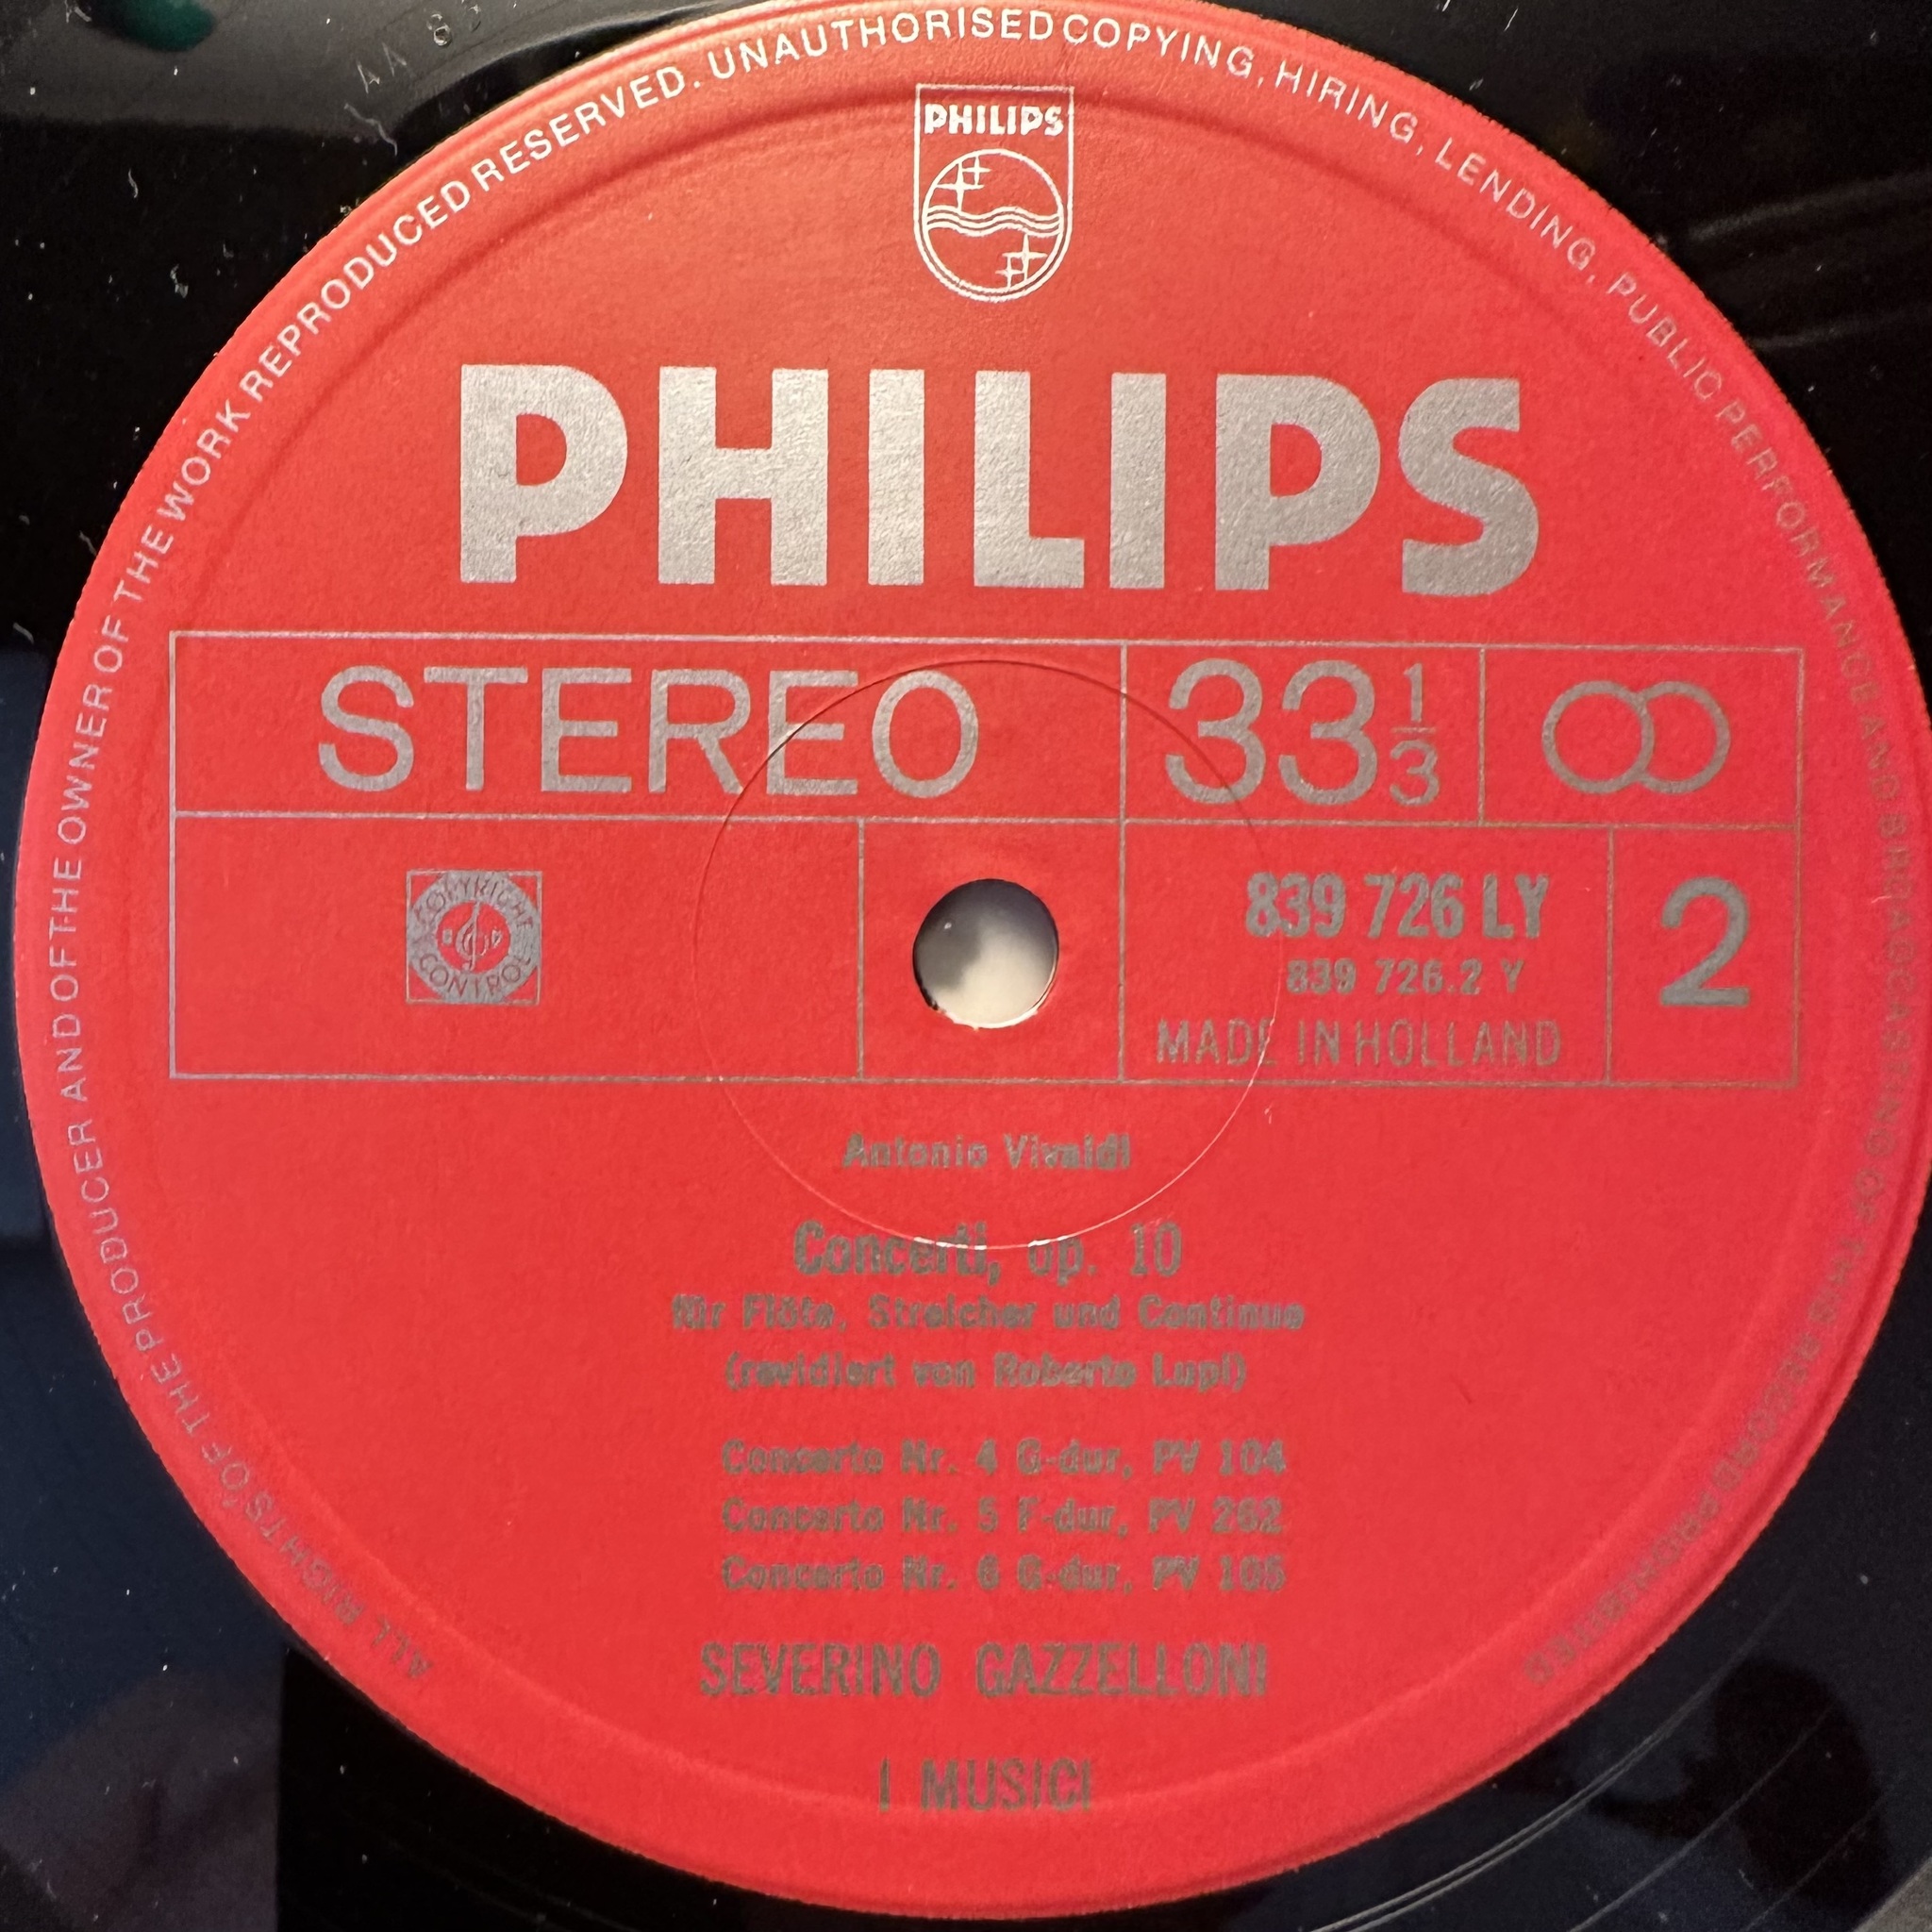 AA 6
ALL RIGHTS OF THE PRODUCER AND OF THE OWNER OF THE WORK REPRODUCED RESERVED. UNAUTHORISED COPYING, HIRING, LENDING, PUBLIC PERFORMANCE AND BROADCASTING OF THIS RECORD PROHIBITED
PHILIPS
PHILIPS
STEREO
33 1/3
COPYRIGHT CONTROL
839 726 LY
839 726.2 Y
MADE IN HOLLAND
2
Antonio Vivaldi
Concerti, op. 10
für Flöte, Streicher und Continuo
(revidiert von Roberto Lupi)
Concerto Nr. 4 G-dur, PV 104
Concerto Nr. 5 F-dur, PV 262
Concerto Nr. 6 G-dur, PV 105
SEVERINO GAZZELLONI
I MUSICI